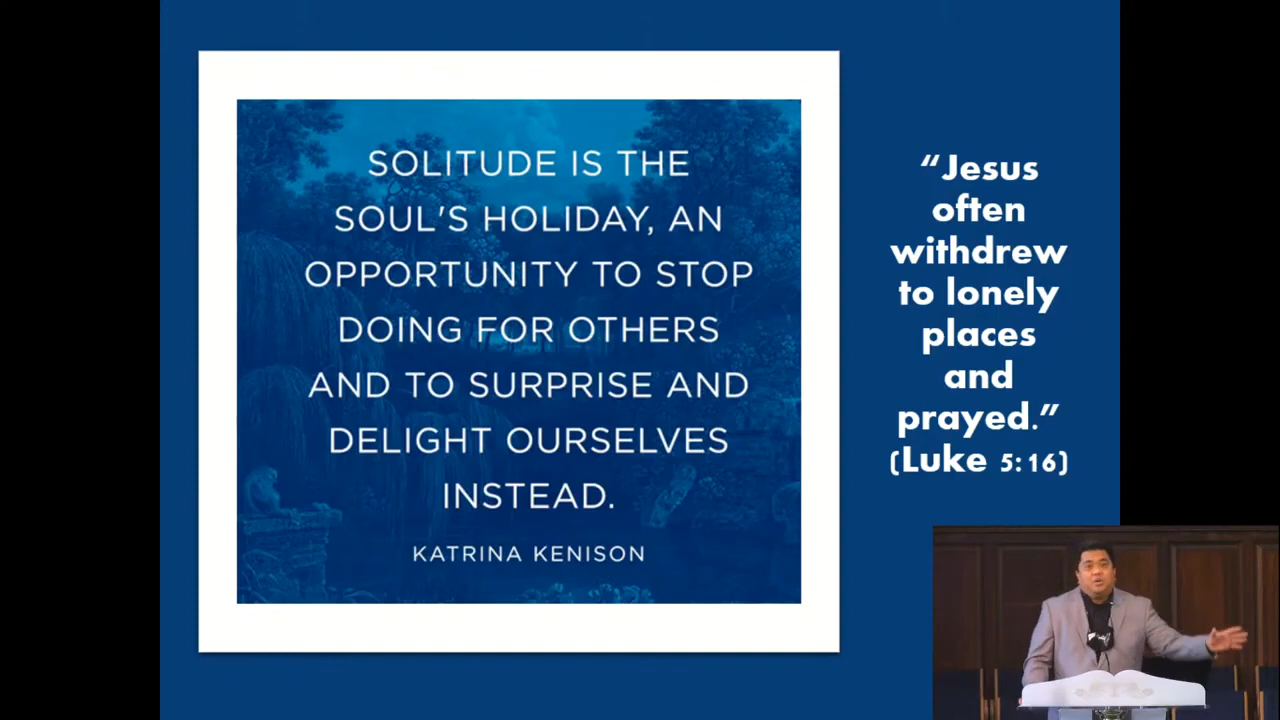 SOLITUDE IS THE
SOUL'S HOLIDAY, AN
OPPORTUNITY TO STOP
DOING FOR OTHERS
AND TO SURPRISE AND
DELIGHT OURSELVES
INSTEAD.
KATRINA KENISON
“Jesus
often
withdrew
to lonely
places
and
prayed.”
(Luke 5:16)